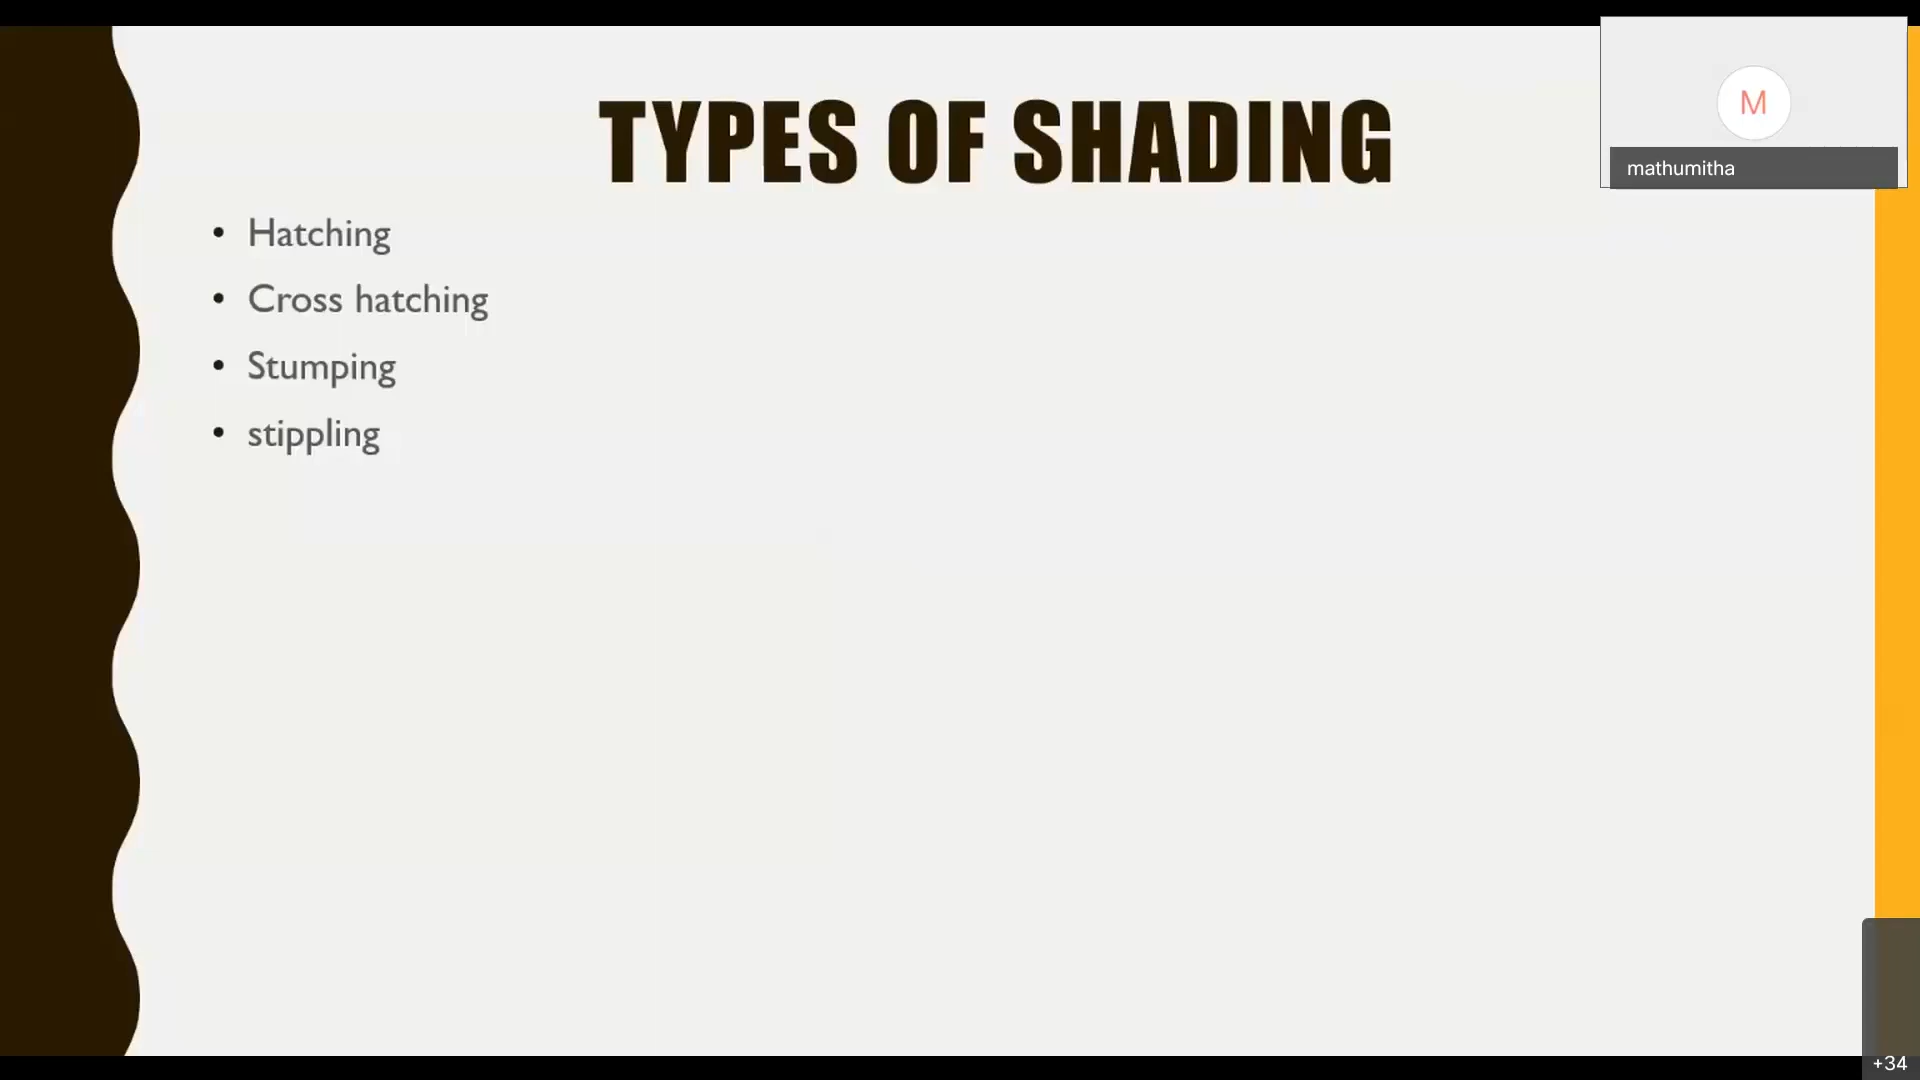 TYPES OF SHADING
M
mathumitha
• Hatching
• Cross hatching
• Stumping
• stippling
+34